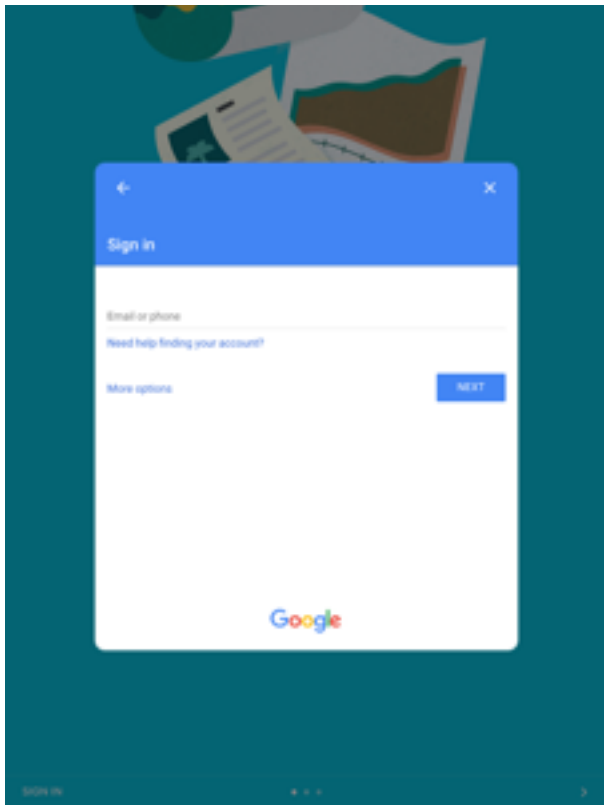 Sign in
Email or phone
Need help finding your account?
More options
NEXT
Google
SIGN IN